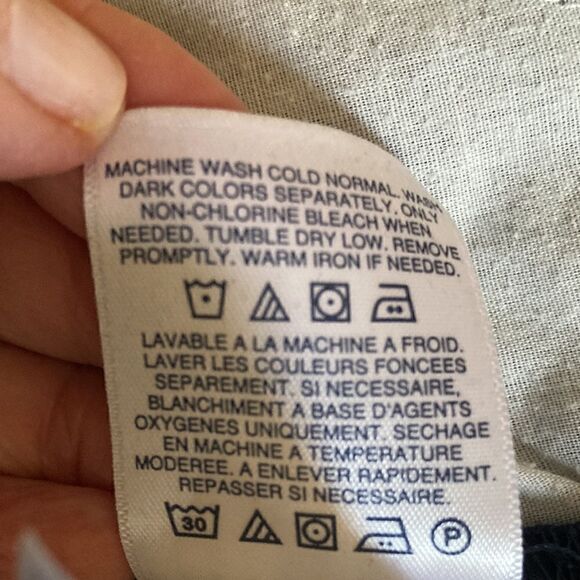 MACHINE WASH COLD NORMAL. WASH
DARK COLORS SEPARATELY. ONLY
NON-CHLORINE BLEACH WHEN
NEEDED. TUMBLE DRY LOW. REMOVE
PROMPTLY. WARM IRON IF NEEDED.
LAVABLE A LA MACHINE A FROID.
LAVER LES COULEURS FONCEES
SEPAREMENT. SI NECESSAIRE,
BLANCHIMENT A BASE D'AGENTS
OXYGENES UNIQUEMENT. SECHAGE
EN MACHINE A TEMPERATURE
MODEREE. A ENLEVER RAPIDEMENT.
REPASSER SI NECESSAIRE.
30 P